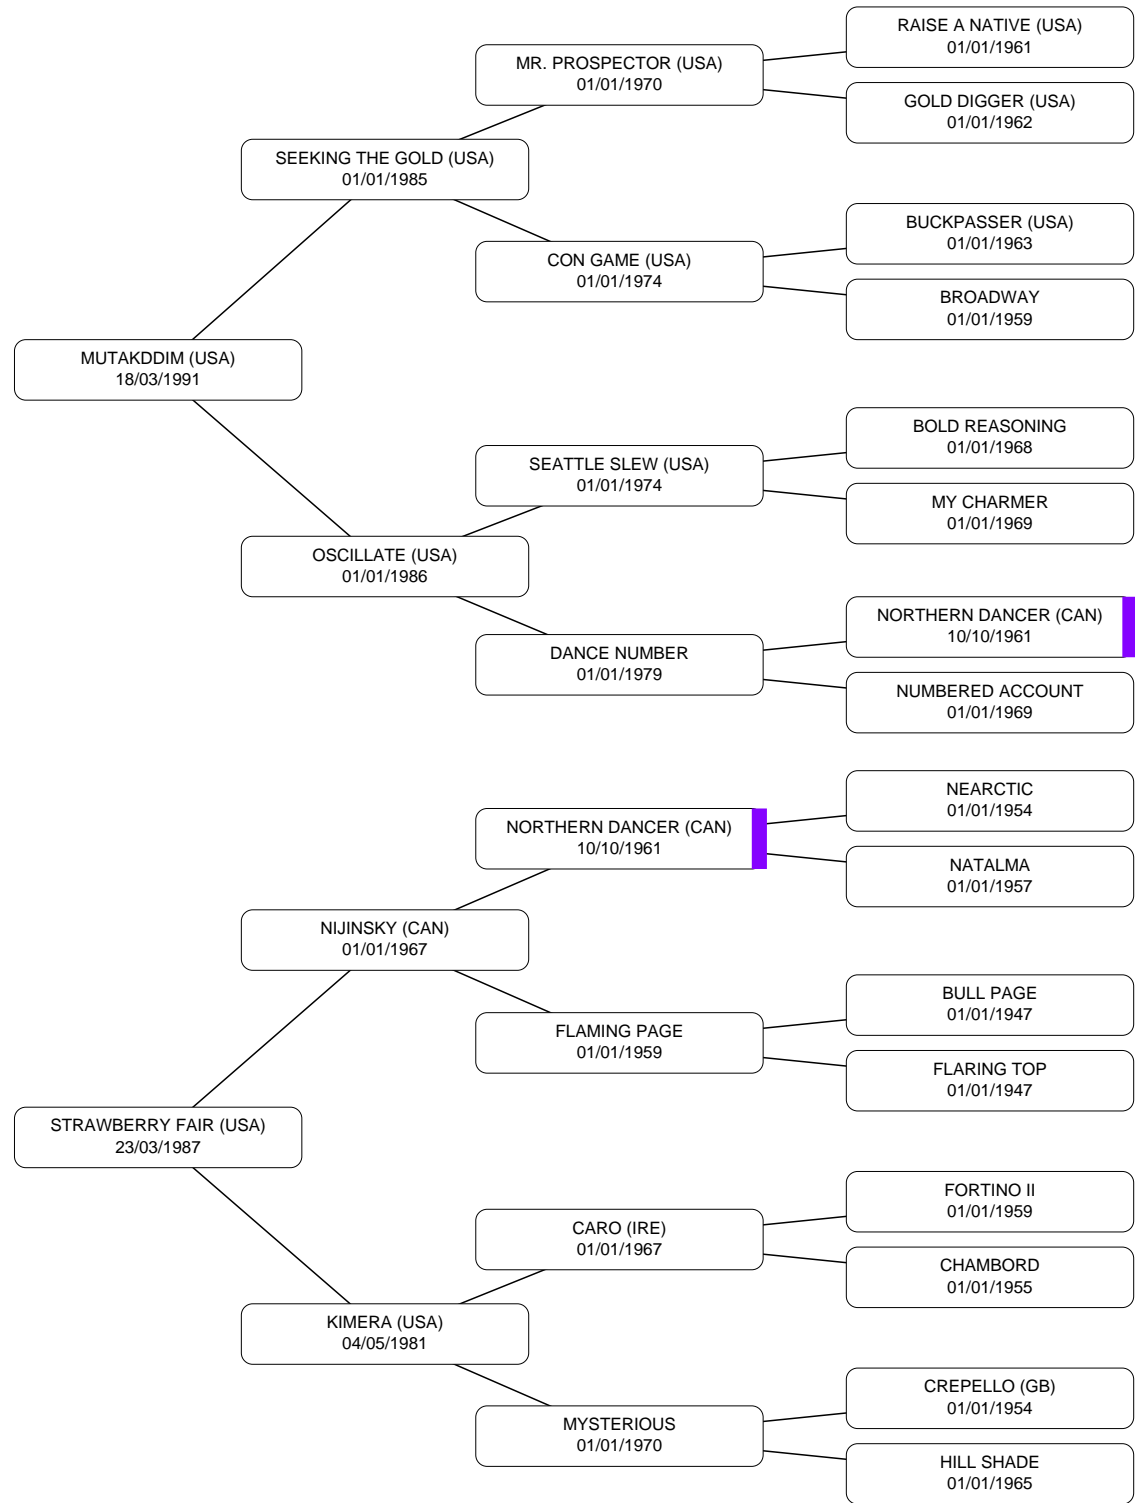 RAISE A NATIVE (USA)
01/01/1961
MR. PROSPECTOR (USA)
01/01/1970
GOLD DIGGER (USA)
01/01/1962
SEEKING THE GOLD (USA)
01/01/1985
BUCKPASSER (USA)
01/01/1963
CON GAME (USA)
01/01/1974
BROADWAY
01/01/1959
MUTAKDDIM (USA)
18/03/1991
BOLD REASONING
01/01/1968
SEATTLE SLEW (USA)
01/01/1974
MY CHARMER
01/01/1969
OSCILLATE (USA)
01/01/1986
NORTHERN DANCER (CAN)
10/10/1961
DANCE NUMBER
01/01/1979
NUMBERED ACCOUNT
01/01/1969
NEARCTIC
01/01/1954
NORTHERN DANCER (CAN)
10/10/1961
NATALMA
01/01/1957
NIJINSKY (CAN)
01/01/1967
BULL PAGE
01/01/1947
FLAMING PAGE
01/01/1959
FLARING TOP
01/01/1947
STRAWBERRY FAIR (USA)
23/03/1987
FORTINO II
01/01/1959
CARO (IRE)
01/01/1967
CHAMBORD
01/01/1955
KIMERA (USA)
04/05/1981
CREPELLO (GB)
01/01/1954
MYSTERIOUS
01/01/1970
HILL SHADE
01/01/1965